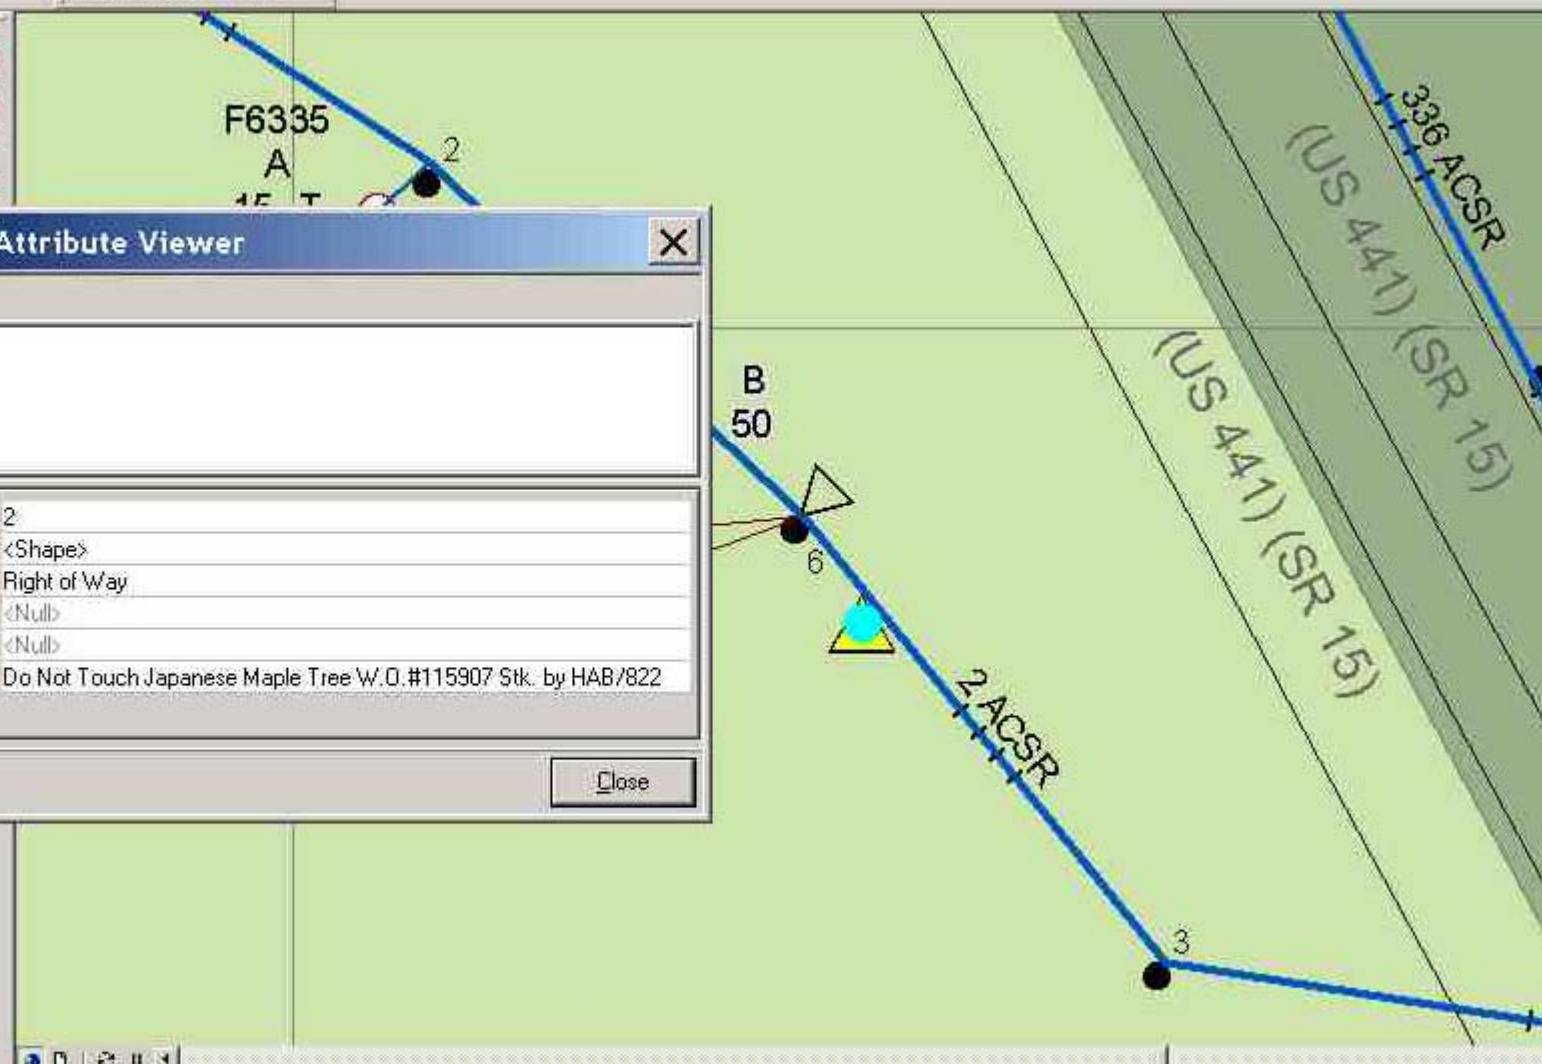 F6335
A
15 T
2
336 ACSR
(US 441) (SR 15)
(US 441) (SR 15)
Attribute Viewer
2
<Shape>
Right of Way
<Null>
<Null>
Do Not Touch Japanese Maple Tree W.O.#115907 Stk. by HAB/822
Close
B
50
6
2 ACSR
3